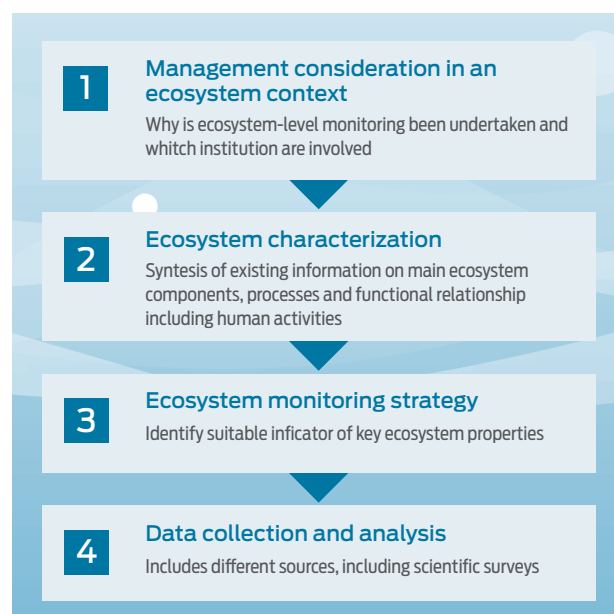 1
Management consideration in an
ecosystem context
Why is ecosystem-level monitoring been undertaken and
whitch institution are involved
2
Ecosystem characterization
Syntesis of existing information on main ecosystem
components, processes and functional relationship
including human activities
3
Ecosystem monitoring strategy
Identify suitable inficator of key ecosystem properties
4
Data collection and analysis
Includes different sources, including scientific surveys